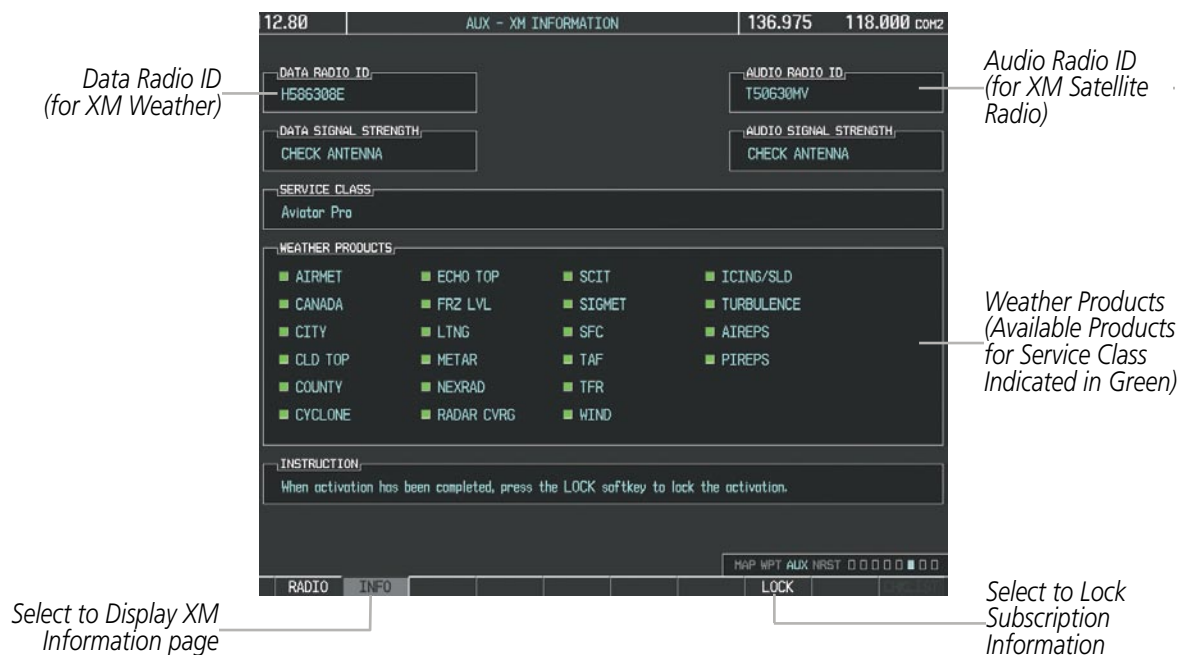 12.80 AUX - XM INFORMATION 136.975 118.000 COM2
Data Radio ID
(for XM Weather)
DATA RADIO ID
H586308E
AUDIO RADIO ID
T50630MV
Audio Radio ID
(for XM Satellite
Radio)
DATA SIGNAL STRENGTH
CHECK ANTENNA
AUDIO SIGNAL STRENGTH
CHECK ANTENNA
SERVICE CLASS
Aviator Pro
WEATHER PRODUCTS
AIRMET ECHO TOP SCIT ICING/SLD
CANADA FRZ LVL SIGMET TURBULENCE
CITY LTNG SFC AIREPS
CLD TOP METAR TAF PIREPS
COUNTY NEXRAD TFR
CYCLONE RADAR CVRG WIND
Weather Products
(Available Products
for Service Class
Indicated in Green)
INSTRUCTION
When activation has been completed, press the LOCK softkey to lock the activation.
MAP WPT AUX NRST
RADIO INFO LOCK CHKLIST
Select to Display XM
Information page
Select to Lock
Subscription
Information